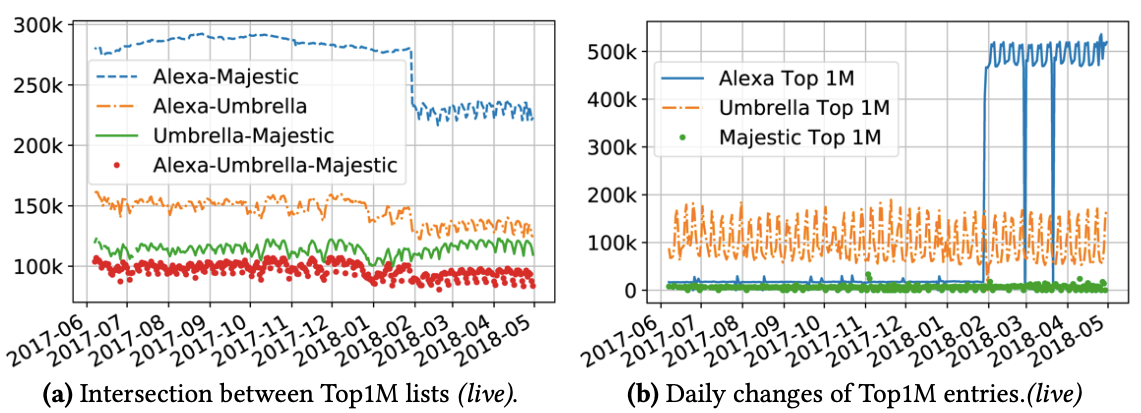 300k
250k
200k
150k
100k
Alexa-Majestic
Alexa-Umbrella
Umbrella-Majestic
Alexa-Umbrella-Majestic
2017-06
2017-07
2017-08
2017-09
2017-10
2017-11
2017-12
2018-01
2018-02
2018-03
2018-04
2018-05
(a) Intersection between Top1M lists (live).
500k
400k
300k
200k
100k
0
Alexa Top 1M
Umbrella Top 1M
Majestic Top 1M
2017-06
2017-07
2017-08
2017-09
2017-10
2017-11
2017-12
2018-01
2018-02
2018-03
2018-04
2018-05
(b) Daily changes of Top1M entries.(live)